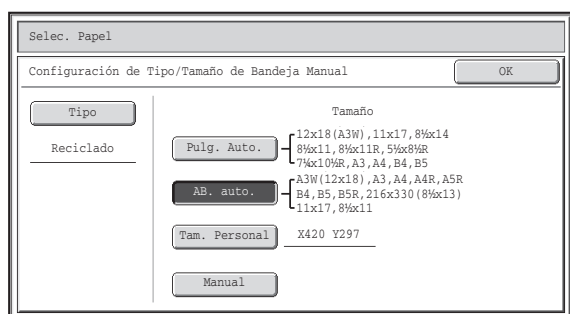 Selec. Papel
Configuración de Tipo/Tamaño de Bandeja Manual
OK
Tipo
Reciclado
Tamaño
Pulg. Auto.
12x18(A3W),11x17,8½x14
8½x11,8½x11R,5½x8½R
7¼x10½R,A3,A4,B4,B5
AB. auto.
A3W(12x18),A3,A4,A4R,A5R
B4,B5,B5R,216x330(8½x13)
11x17,8½x11
Tam. Personal
X420 Y297
Manual